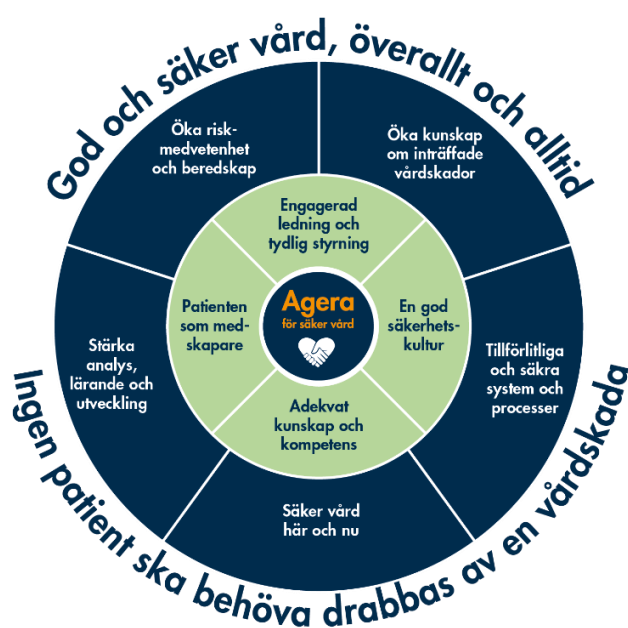 God och säker vård, överallt och alltid
Öka risk-
medvetenhet
och beredskap
Öka kunskap
om inträffade
vårdskador
Engagerad
ledning och
tydlig styrning
Patienten
som med-
skapare
Agera
för säker vård
En god
säkerhets-
kultur
Stärka
analys,
lärande och
utveckling
Tillförlitliga
och säkra
system och
processer
Adekvat
kunskap och
kompetens
Säker vård
här och nu
Ingen patient ska behöva drabbas av en vårdskada